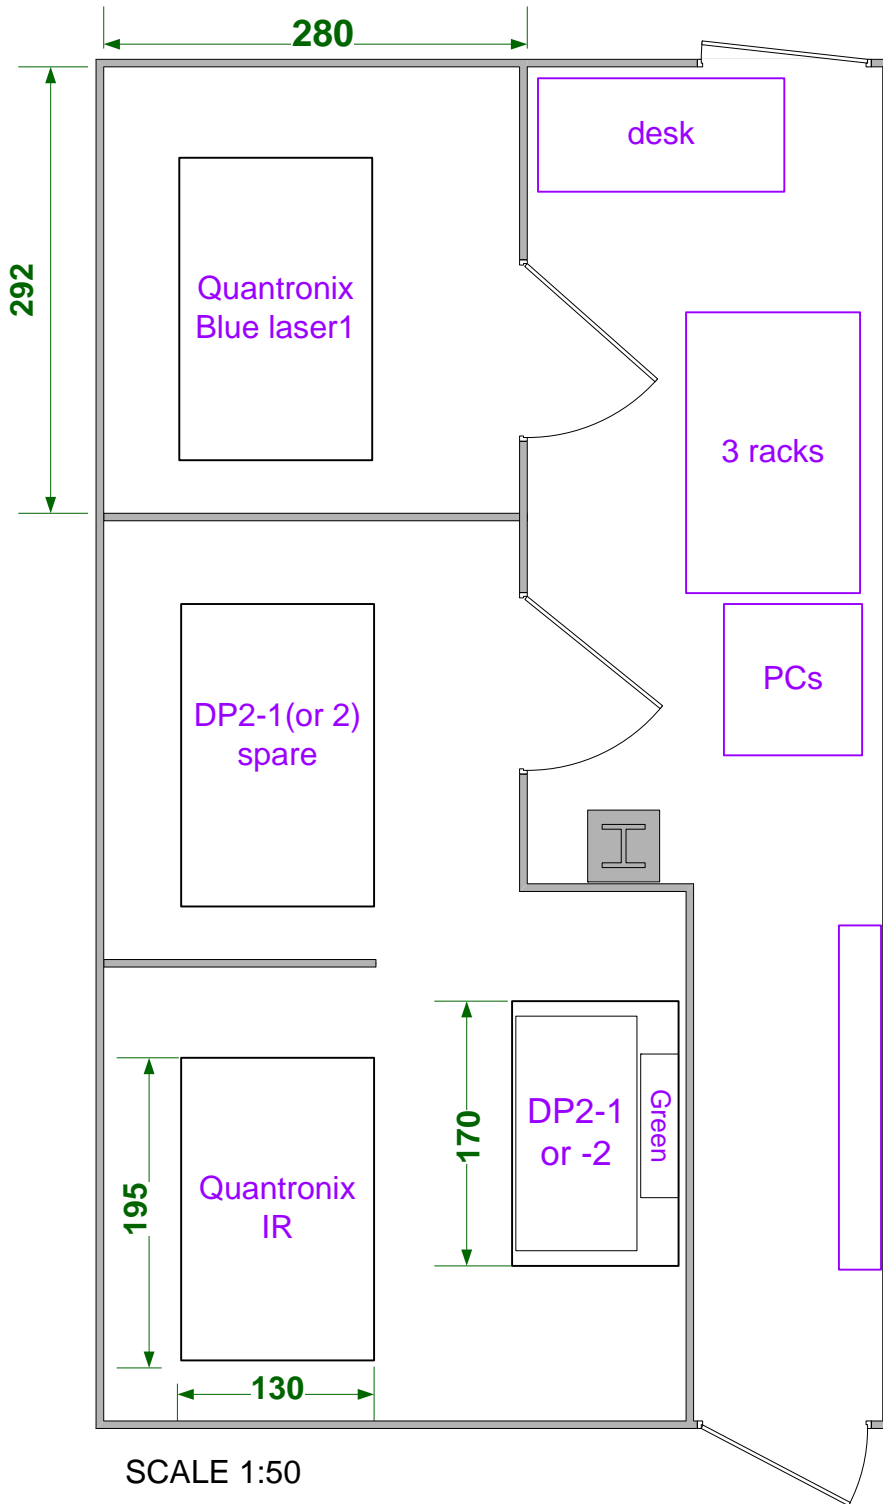 280
desk
292
Quantronix
Blue laser1
3 racks
PCs
DP2-1(or 2)
spare
170
DP2-1
or -2
Green
195
Quantronix
IR
130
SCALE 1:50